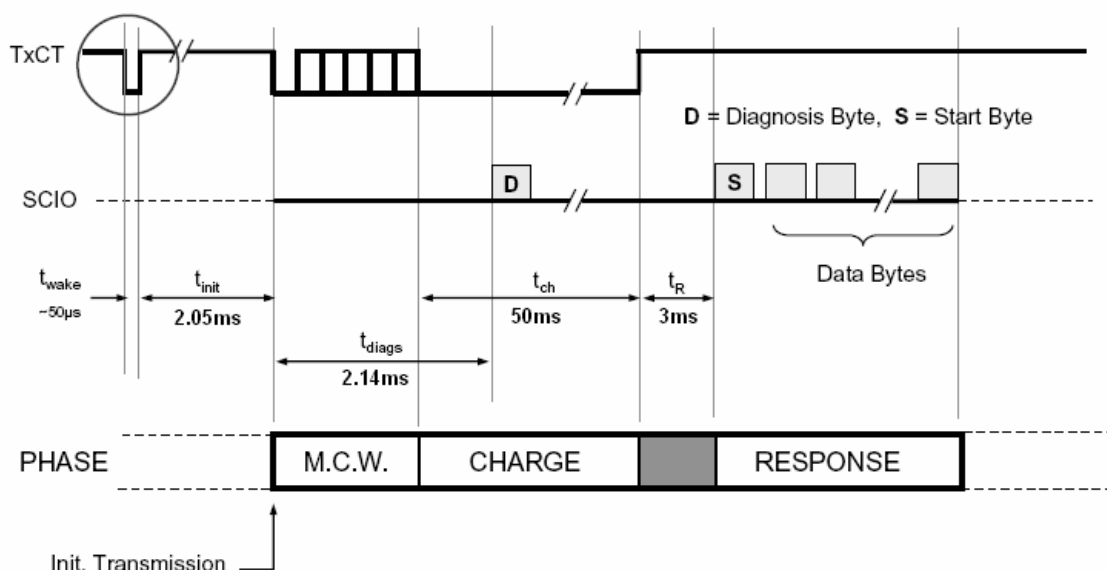 TxCT
D = Diagnosis Byte, S = Start Byte
D
S
SCIO
Data Bytes
t_wake
~50µs
t_init
2.05ms
t_ch
50ms
t_R
3ms
t_diags
2.14ms
PHASE
M.C.W.
CHARGE
RESPONSE
Init. Transmission